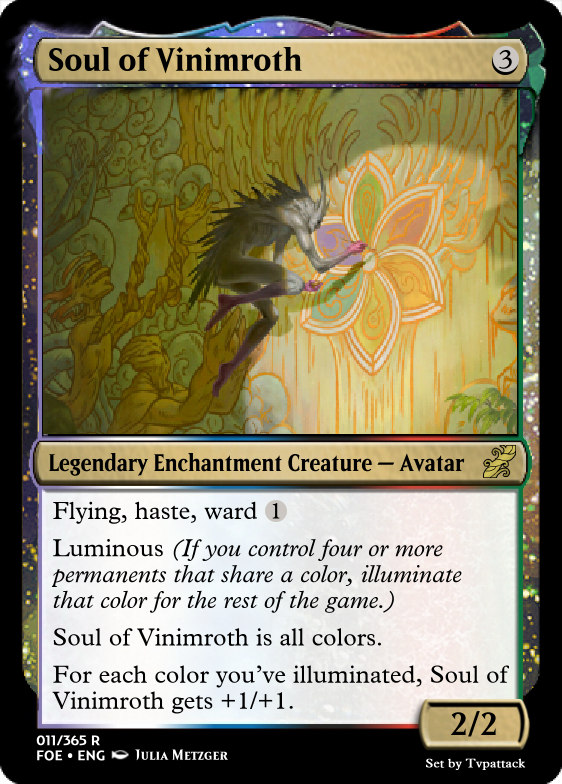 Soul of Vinimroth 3
Legendary Enchantment Creature — Avatar
Flying, haste, ward 1
Luminous (If you control four or more
permanents that share a color, illuminate
that color for the rest of the game.)
Soul of Vinimroth is all colors.
For each color you've illuminated, Soul of
Vinimroth gets +1/+1.
2/2
011/365 R
FOE • ENG Julia Metzger
Set by Tvpattack